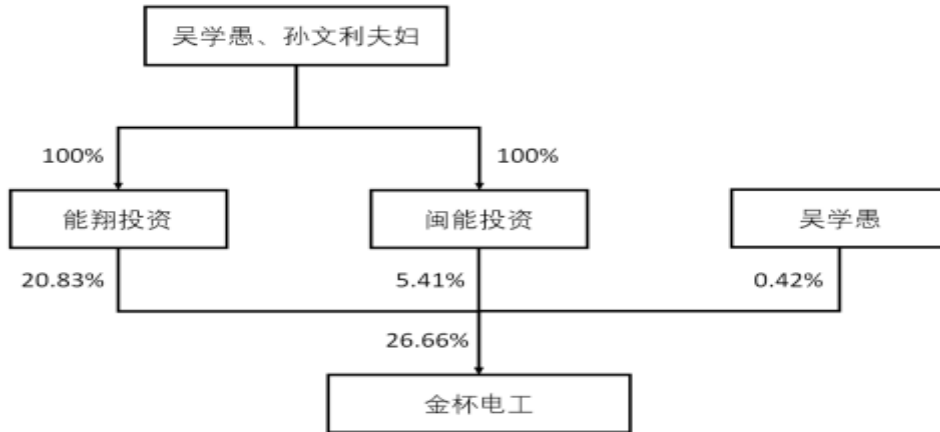 吴学愚、孙文利夫妇
100%
100%
能翔投资
闽能投资
吴学愚
20.83%
5.41%
0.42%
26.66%
金杯电工